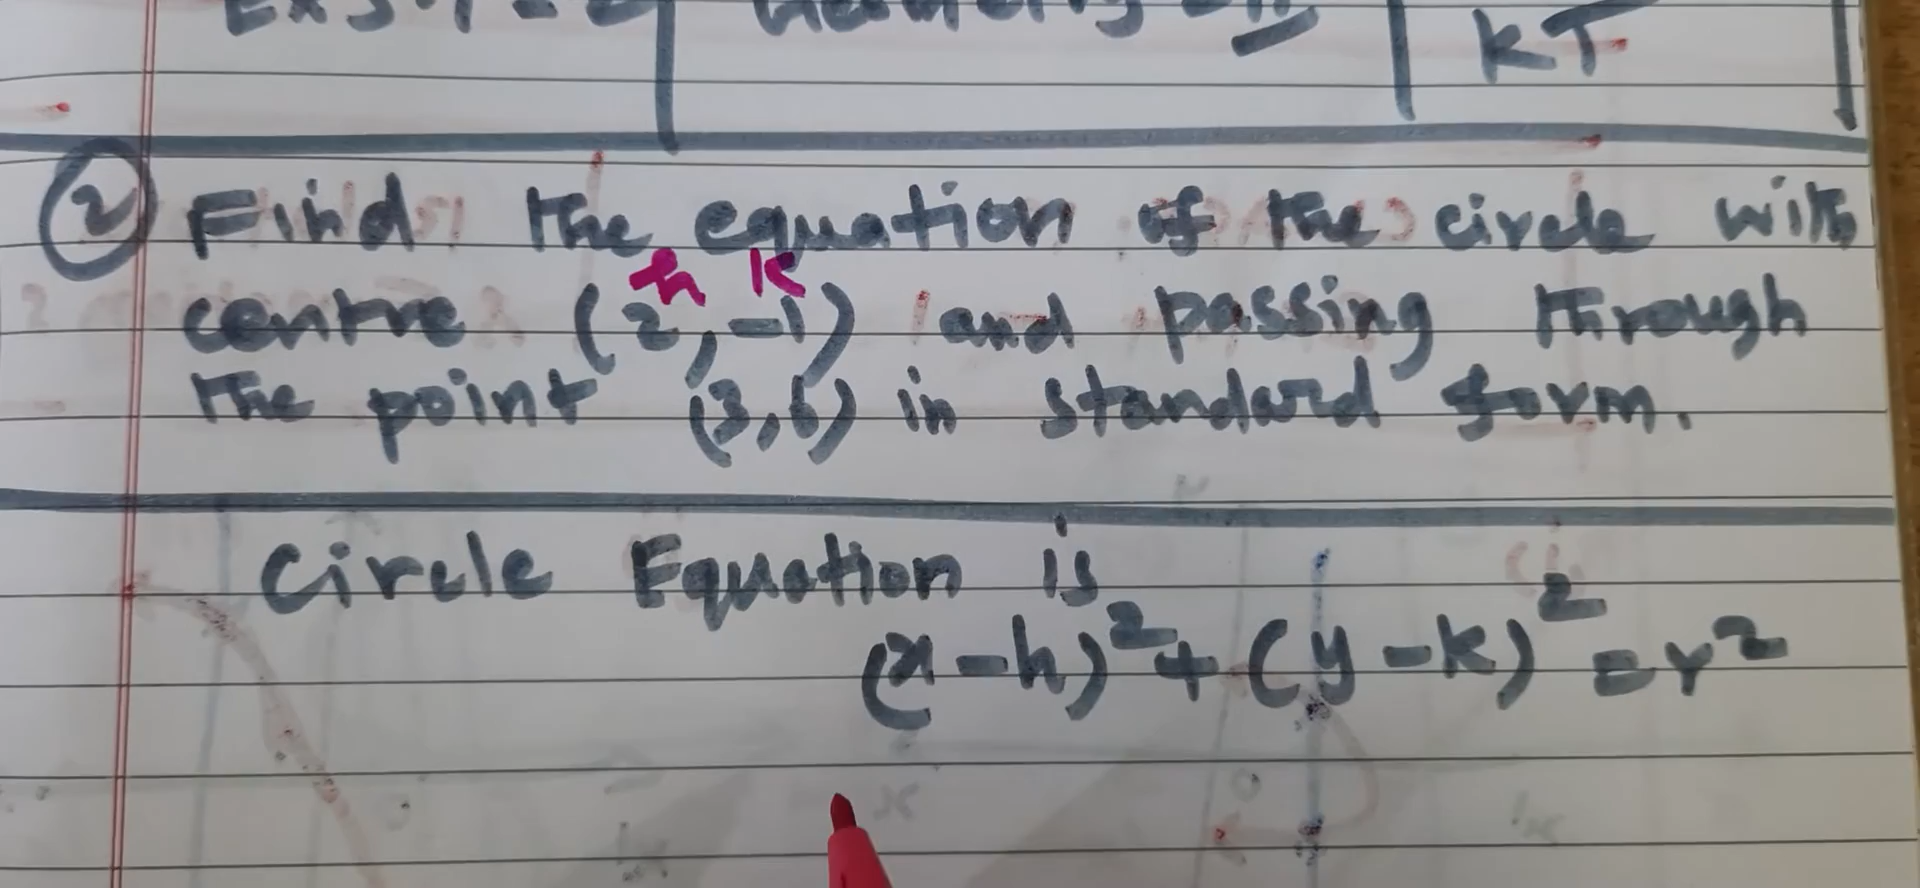 kT
② Find the equation of the circle with
h k
centre (2, -1) and passing through
the point (3,6) in standard form.
Circle Equation is
(x-h)² + (y-k)² = r²